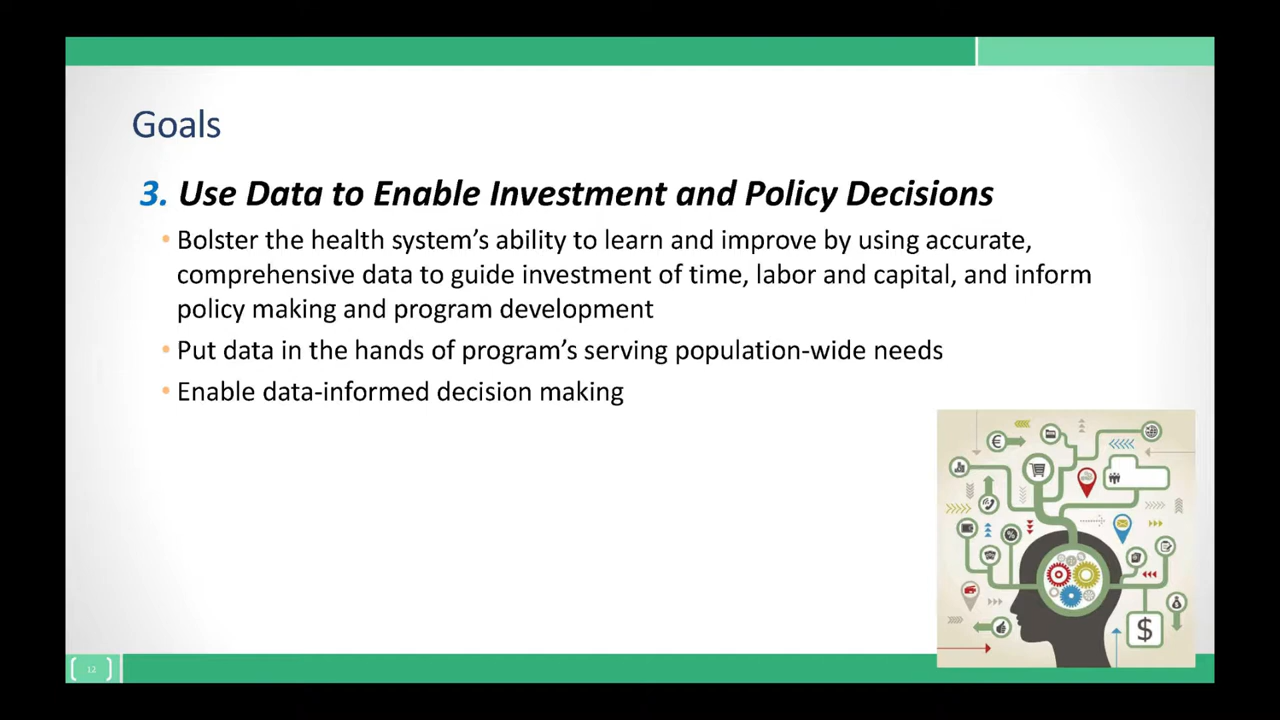 Goals
3. Use Data to Enable Investment and Policy Decisions
• Bolster the health system's ability to learn and improve by using accurate,
comprehensive data to guide investment of time, labor and capital, and inform
policy making and program development
• Put data in the hands of program's serving population-wide needs
• Enable data-informed decision making
€
%
$
12